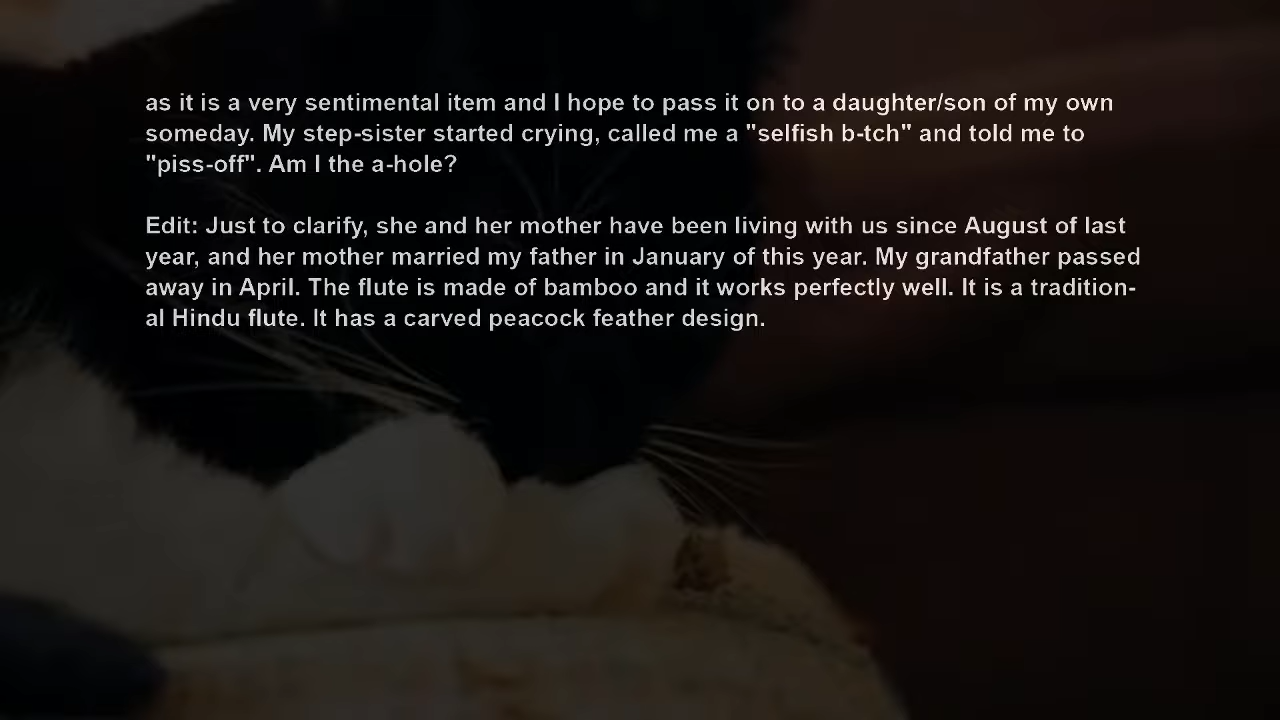 as it is a very sentimental item and I hope to pass it on to a daughter/son of my own
someday. My step-sister started crying, called me a "selfish b-tch" and told me to
"piss-off". Am I the a-hole?
Edit: Just to clarify, she and her mother have been living with us since August of last
year, and her mother married my father in January of this year. My grandfather passed
away in April. The flute is made of bamboo and it works perfectly well. It is a tradition-
al Hindu flute. It has a carved peacock feather design.